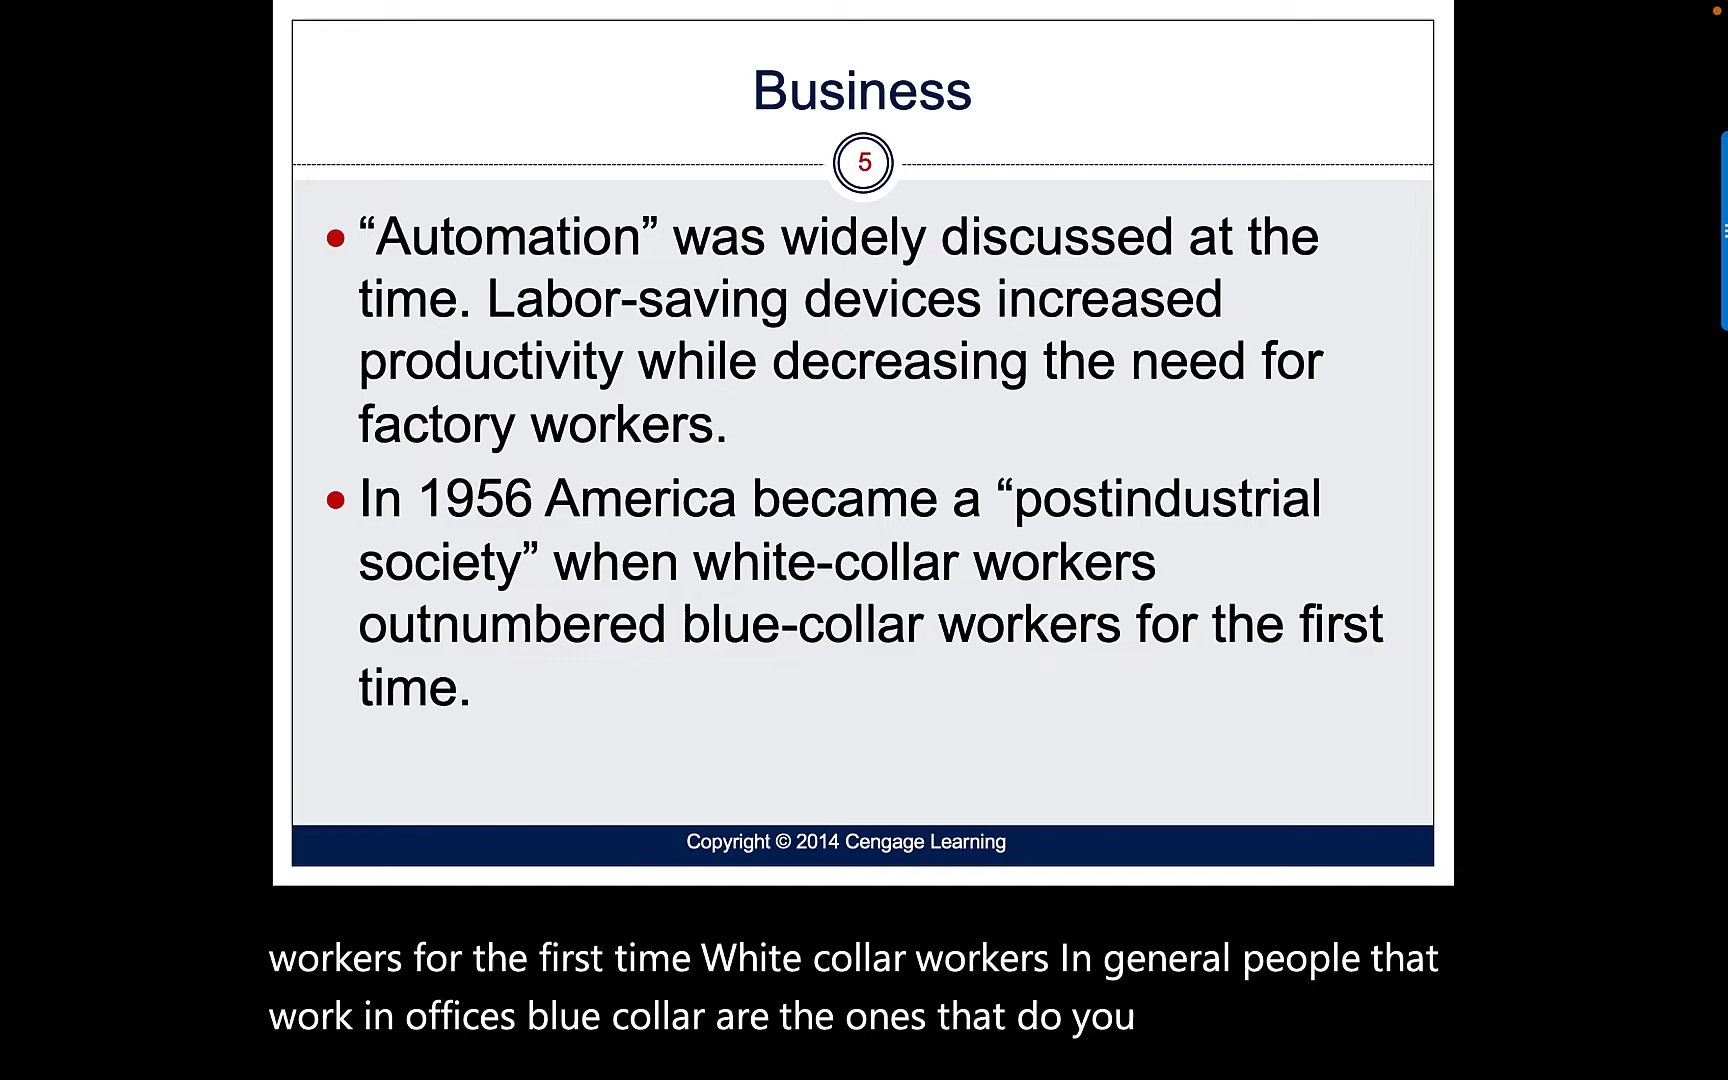 Business
5
• “Automation” was widely discussed at the
time. Labor-saving devices increased
productivity while decreasing the need for
factory workers.
• In 1956 America became a “postindustrial
society” when white-collar workers
outnumbered blue-collar workers for the first
time.
Copyright © 2014 Cengage Learning
workers for the first time White collar workers In general people that
work in offices blue collar are the ones that do you